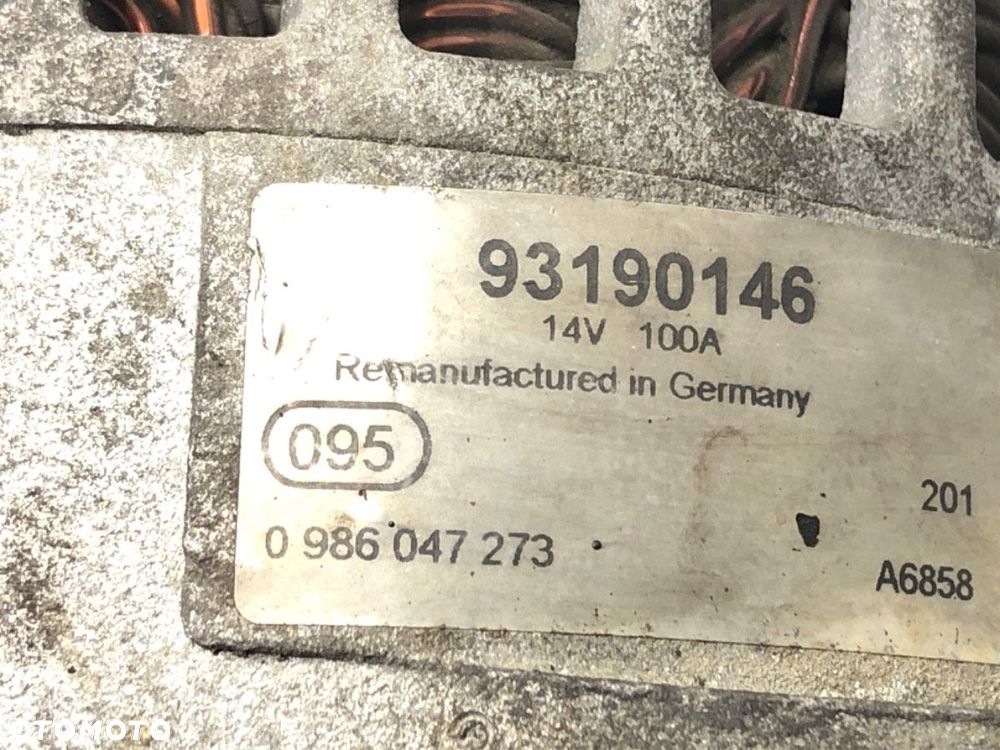 93190146
14V 100A
Remanufactured in Germany
095
201
0 986 047 273
A6858
OTOMOTO